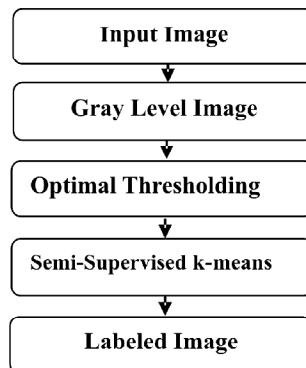 Input Image
Gray Level Image
Optimal Thresholding
Semi-Supervised k-means
Labeled Image